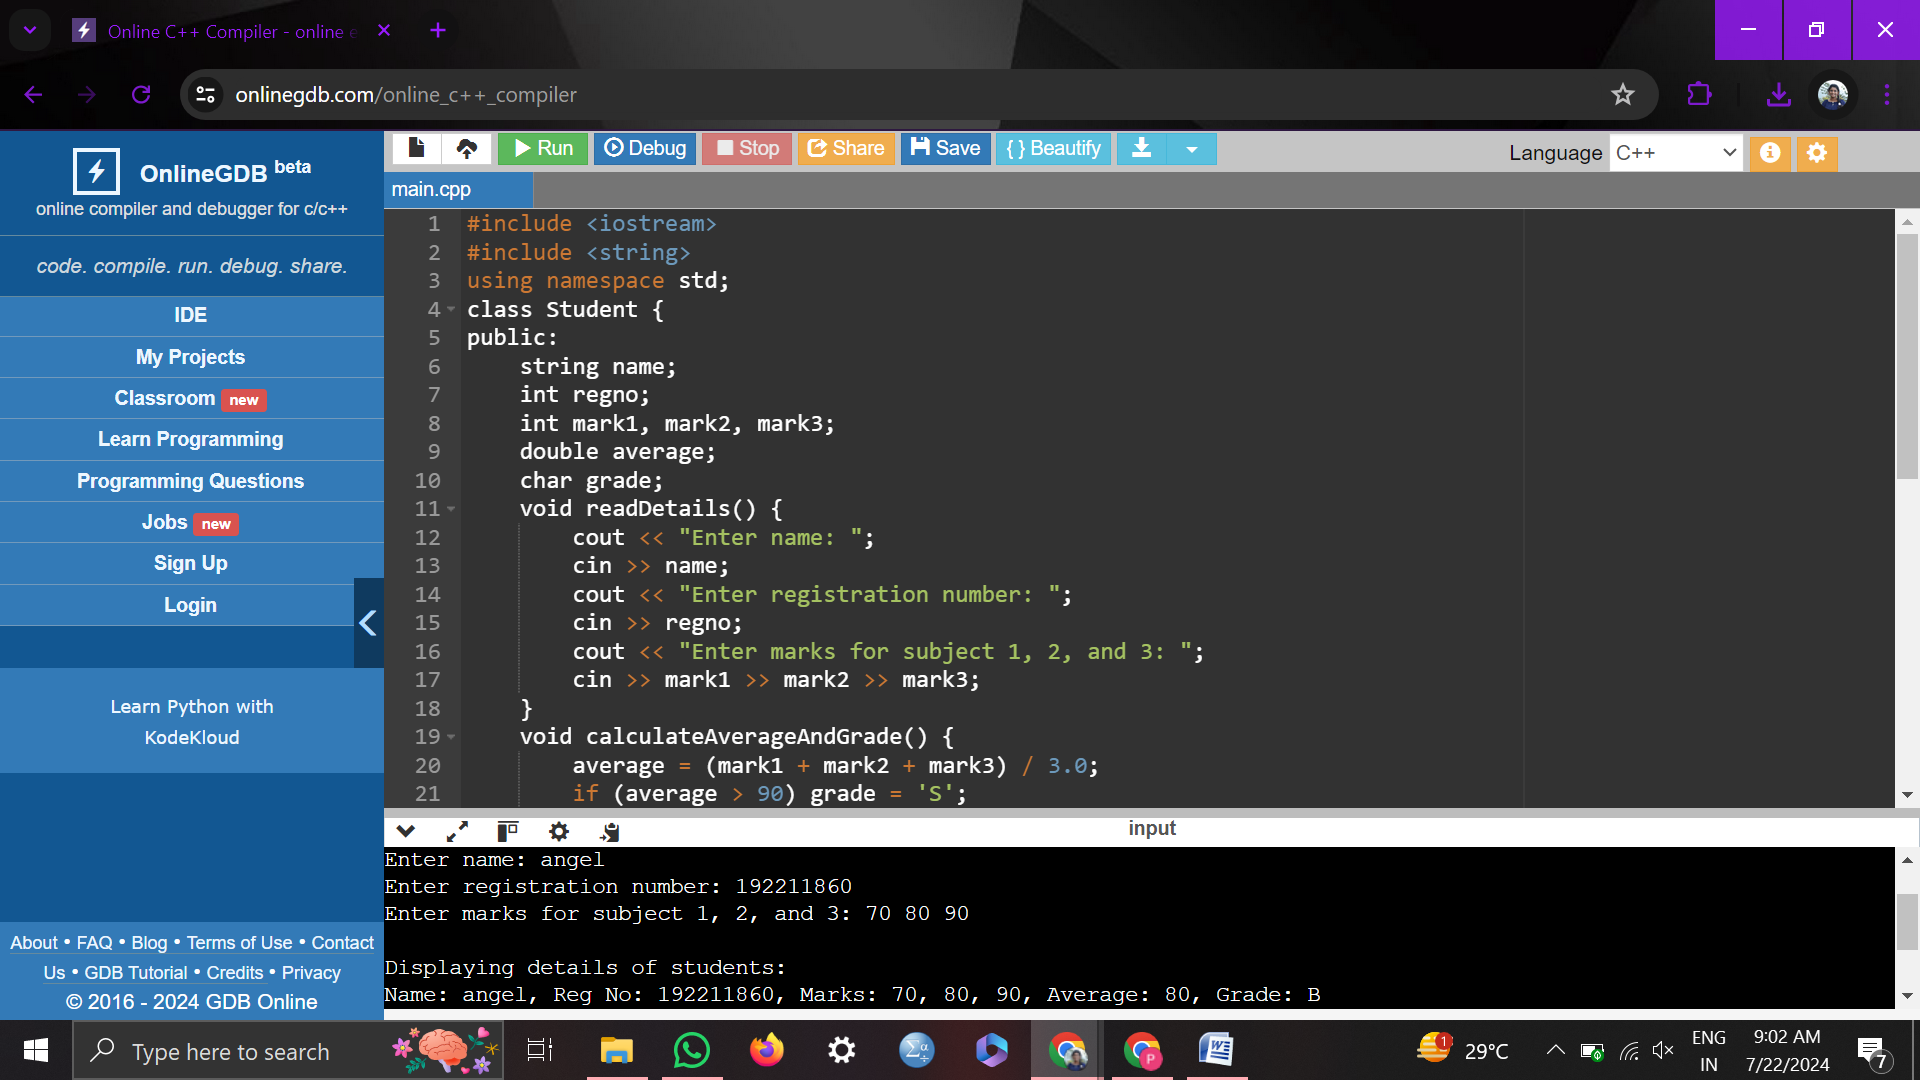 Online C++ Compiler - online e
onlinegdb.com/online_c++_compiler
Run Debug Stop Share Save { } Beautify
Language C++
OnlineGDB beta
online compiler and debugger for c/c++
code. compile. run. debug. share.
IDE
My Projects
Classroom new
Learn Programming
Programming Questions
Jobs new
Sign Up
Login
Learn Python with
KodeKloud
About • FAQ • Blog • Terms of Use • Contact
Us • GDB Tutorial • Credits • Privacy
© 2016 - 2024 GDB Online
main.cpp
1 #include <iostream>
2 #include <string>
3 using namespace std;
4 class Student {
5 public:
6     string name;
7     int regno;
8     int mark1, mark2, mark3;
9     double average;
10     char grade;
11     void readDetails() {
12         cout << "Enter name: ";
13         cin >> name;
14         cout << "Enter registration number: ";
15         cin >> regno;
16         cout << "Enter marks for subject 1, 2, and 3: ";
17         cin >> mark1 >> mark2 >> mark3;
18     }
19     void calculateAverageAndGrade() {
20         average = (mark1 + mark2 + mark3) / 3.0;
21         if (average > 90) grade = 'S';
input
Enter name: angel
Enter registration number: 192211860
Enter marks for subject 1, 2, and 3: 70 80 90
Displaying details of students:
Name: angel, Reg No: 192211860, Marks: 70, 80, 90, Average: 80, Grade: B
Type here to search
1
29°C
ENG
IN
9:02 AM
7/22/2024
7